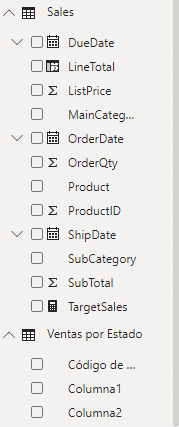 Sales
DueDate
LineTotal
ListPrice
MainCateg...
OrderDate
OrderQty
Product
ProductID
ShipDate
SubCategory
SubTotal
TargetSales
Ventas por Estado
Código de ...
Columna1
Columna2